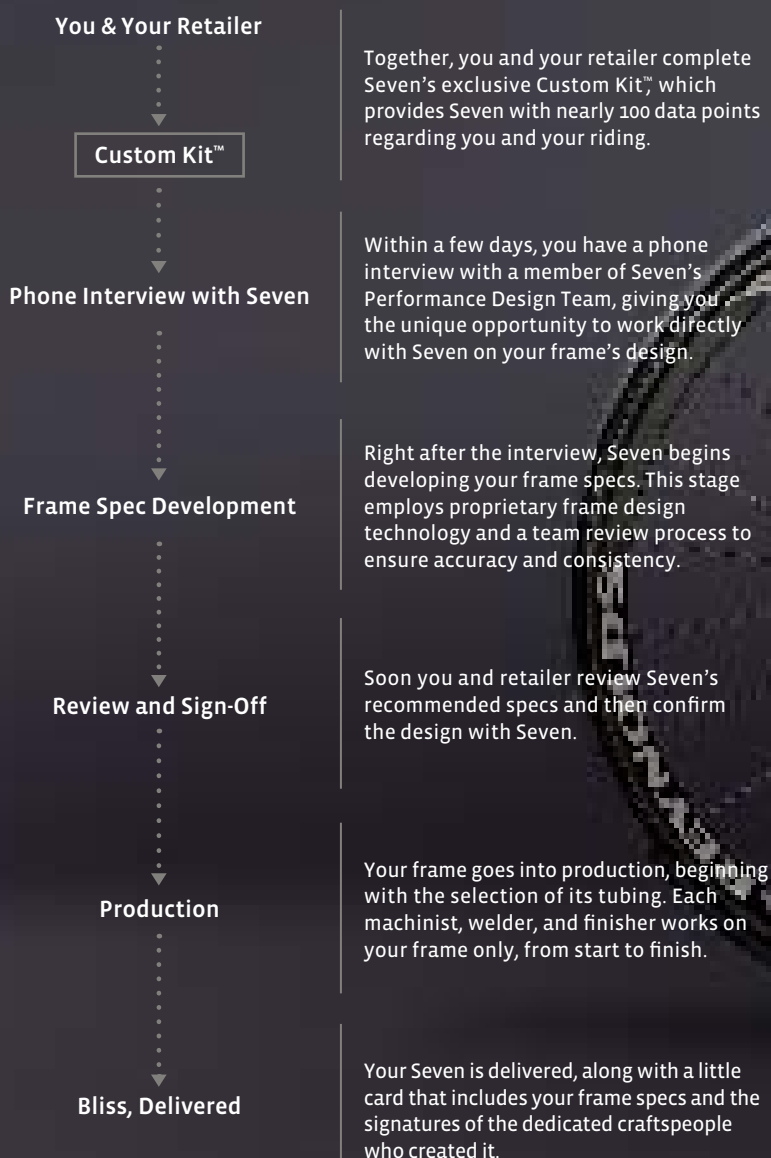 You & Your Retailer
Together, you and your retailer complete
Seven's exclusive Custom Kit™, which
provides Seven with nearly 100 data points
regarding you and your riding.
Custom Kit™
Phone Interview with Seven
Within a few days, you have a phone
interview with a member of Seven's
Performance Design Team, giving you
the unique opportunity to work directly
with Seven on your frame's design.
Frame Spec Development
Right after the interview, Seven begins
developing your frame specs. This stage
employs proprietary frame design
technology and a team review process to
ensure accuracy and consistency.
Review and Sign-Off
Soon you and retailer review Seven's
recommended specs and then confirm
the design with Seven.
Production
Your frame goes into production, beginning
with the selection of its tubing. Each
machinist, welder, and finisher works on
your frame only, from start to finish.
Bliss, Delivered
Your Seven is delivered, along with a little
card that includes your frame specs and the
signatures of the dedicated craftspeople
who created it.